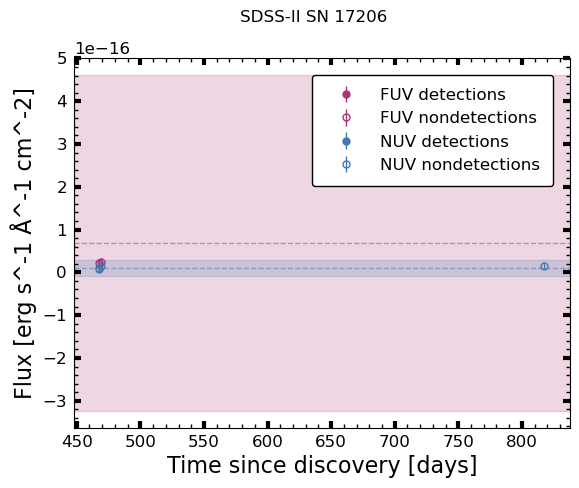 SDSS-II SN 17206
1e−16
5
4
3
2
1
0
−1
−2
−3
Flux [erg s^-1 Å^-1 cm^-2]
FUV detections
FUV nondetections
NUV detections
NUV nondetections
450 500 550 600 650 700 750 800
Time since discovery [days]